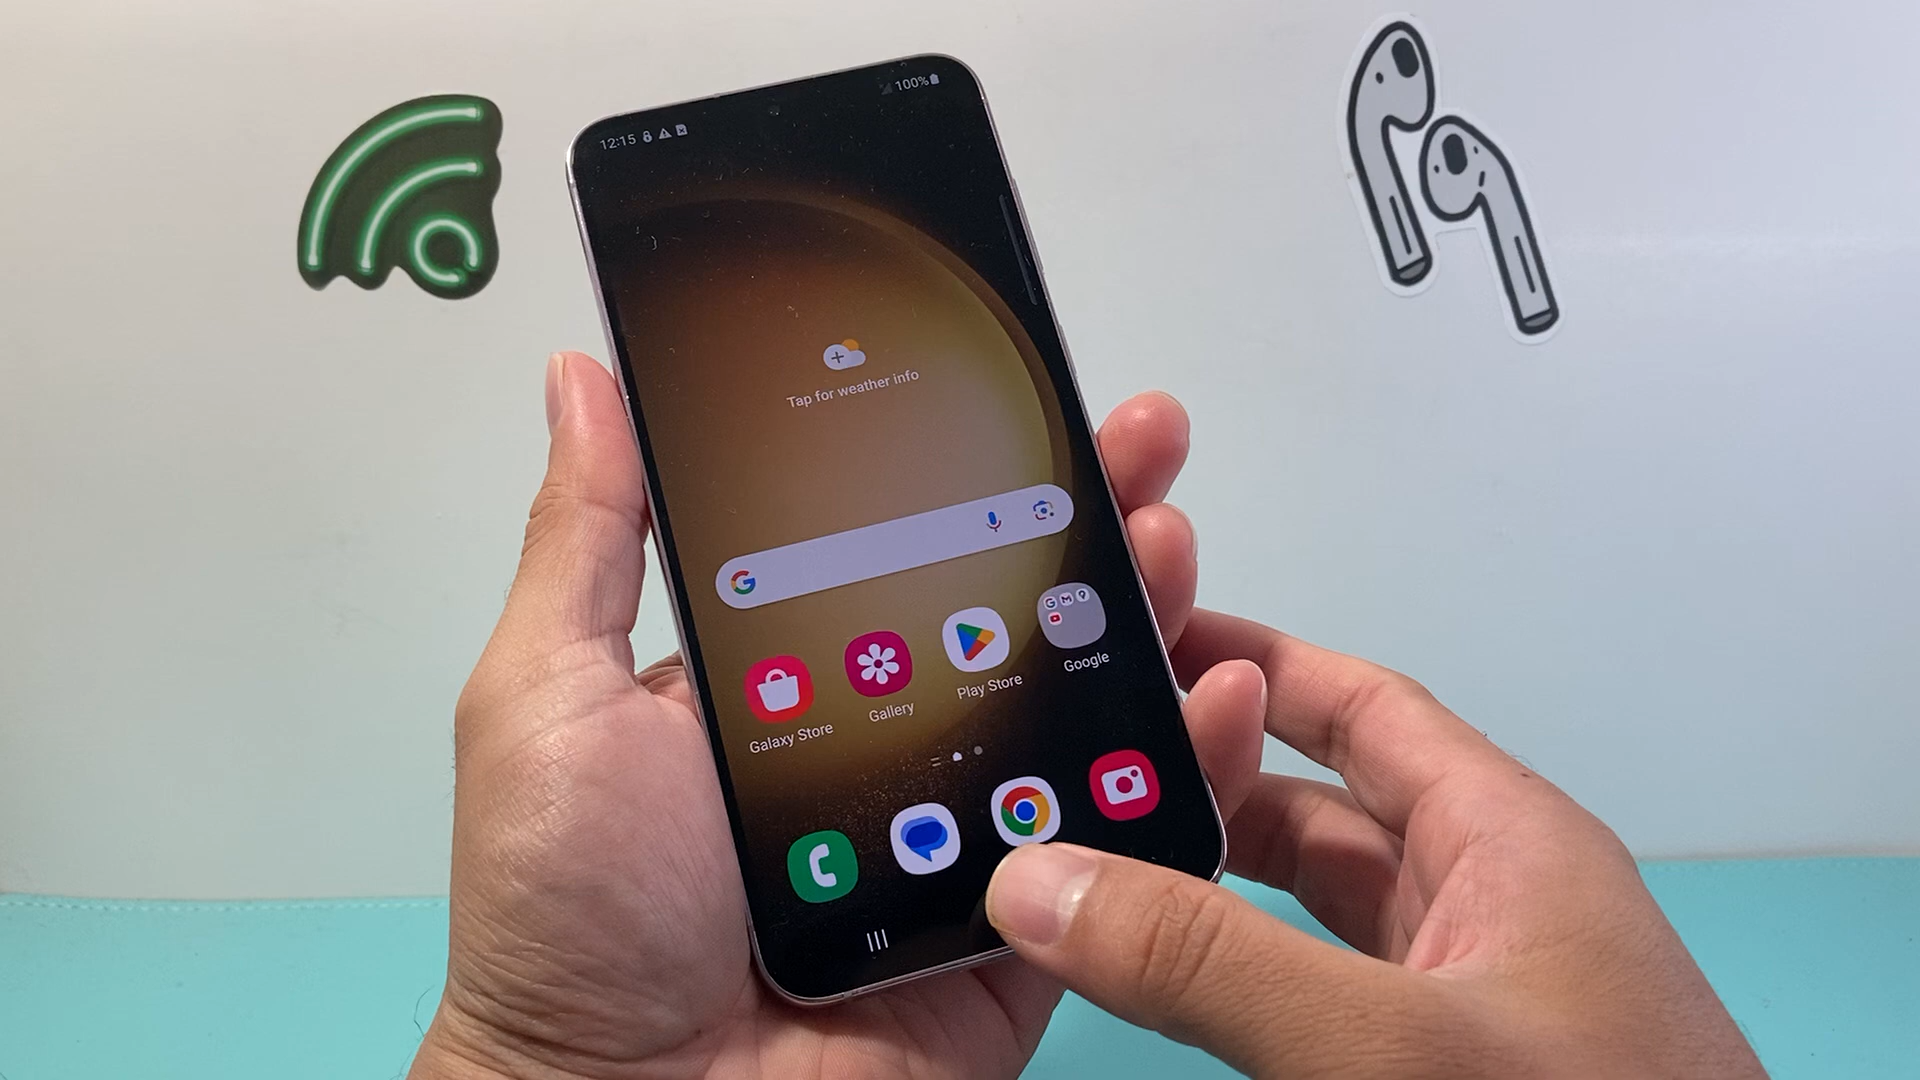 12:15
100%
Tap for weather info
Galaxy Store
Gallery
Play Store
Google